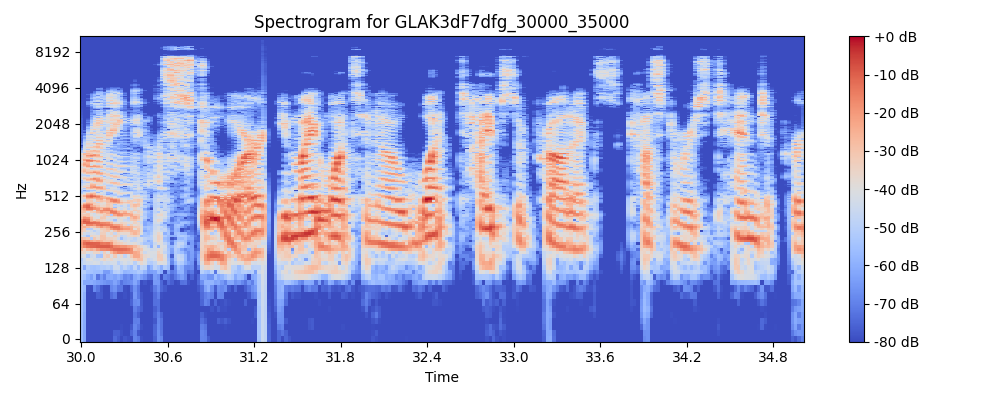 Spectrogram for GLAK3dF7dfg_30000_35000
8192
4096
2048
1024
512
256
128
64
0
Hz
30.0 30.6 31.2 31.8 32.4 33.0 33.6 34.2 34.8
Time
+0 dB
-10 dB
-20 dB
-30 dB
-40 dB
-50 dB
-60 dB
-70 dB
-80 dB